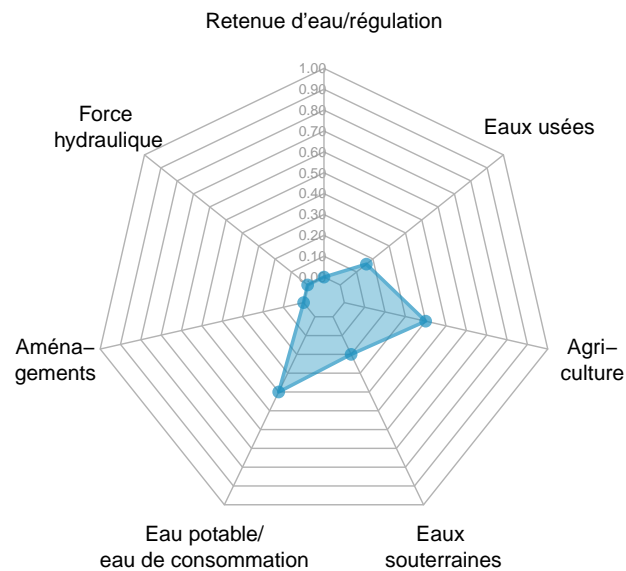 Retenue d'eau/régulation
1.00
0.90
0.80
0.70
0.60
0.50
0.40
0.30
0.20
0.10
0.00
Force
hydraulique
Eaux usées
Aména–
gements
Agri–
culture
Eau potable/
eau de consommation
Eaux
souterraines